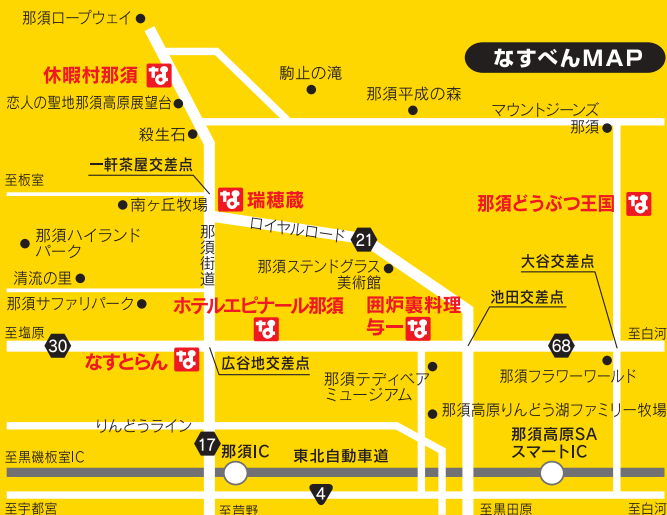 那須ロープウェイ
なすべんMAP
休暇村那須 な
駒止の滝
恋人の聖地那須高原展望台
那須平成の森
マウントジーンズ
那須
殺生石
一軒茶屋交差点
至板室
南ヶ丘牧場
な 瑞穂蔵
那須どうぶつ王国 な
ロイヤルロード
21
那須ハイランド
パーク
那須街道
那須ステンドグラス
美術館
大谷交差点
清流の里
池田交差点
那須サファリパーク
ホテルエピナール那須
な
囲炉裏料理
与一 な
至塩原
30
68
至白河
なすとらん な
広谷地交差点
那須テディベア
ミュージアム
那須フラワーワールド
那須高原りんどう湖ファミリー牧場
りんどうライン
17
那須IC
東北自動車道
那須高原SA
スマートIC
至黒磯板室IC
4
至宇都宮
至芦野
至黒田原
至白河